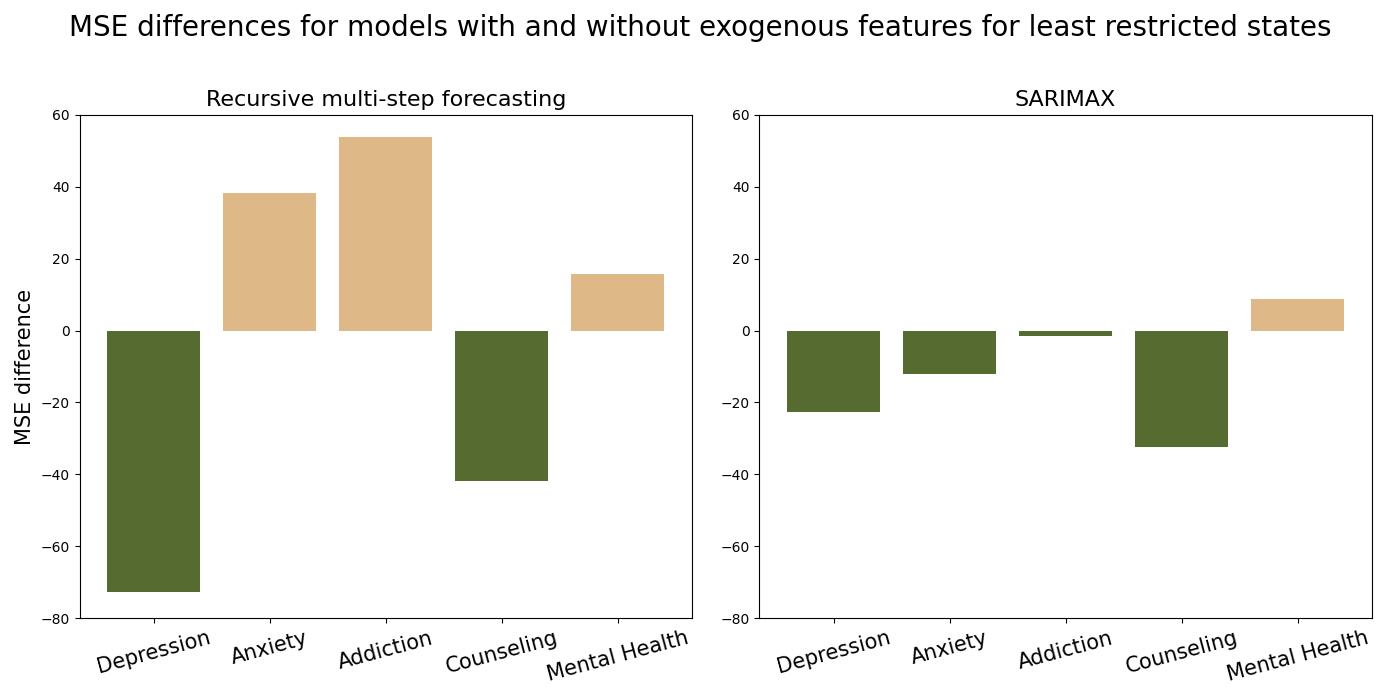 MSE differences for models with and without exogenous features for least restricted states
Recursive multi-step forecasting
MSE difference
60
40
20
0
−20
−40
−60
−80
Depression
Anxiety
Addiction
Counseling
Mental Health
SARIMAX
60
40
20
0
−20
−40
−60
−80
Depression
Anxiety
Addiction
Counseling
Mental Health